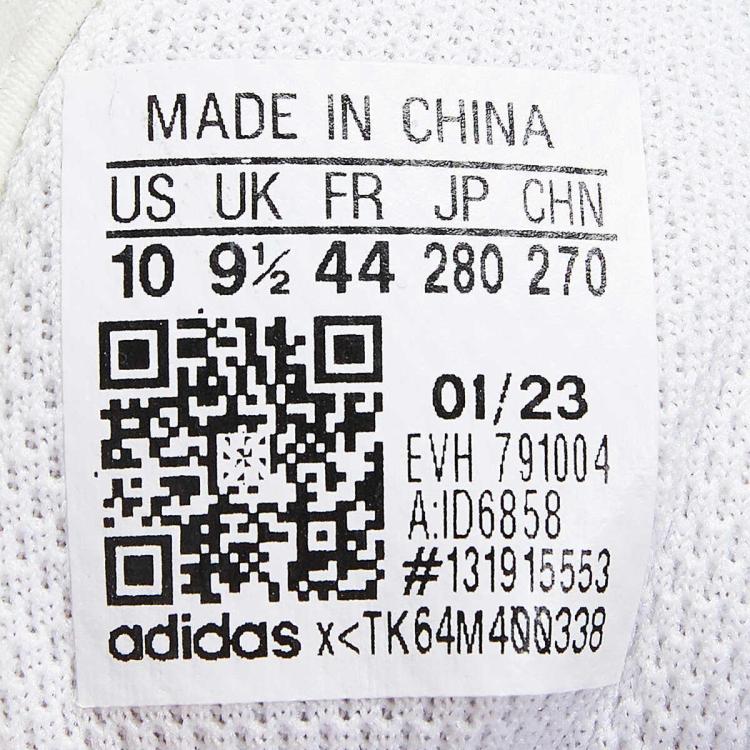 MADE IN CHINA
US UK FR JP CHN
10 9½ 44 280 270
01/23
EVH 791004
A:ID6858
#131915553
adidas x<TK64M400338